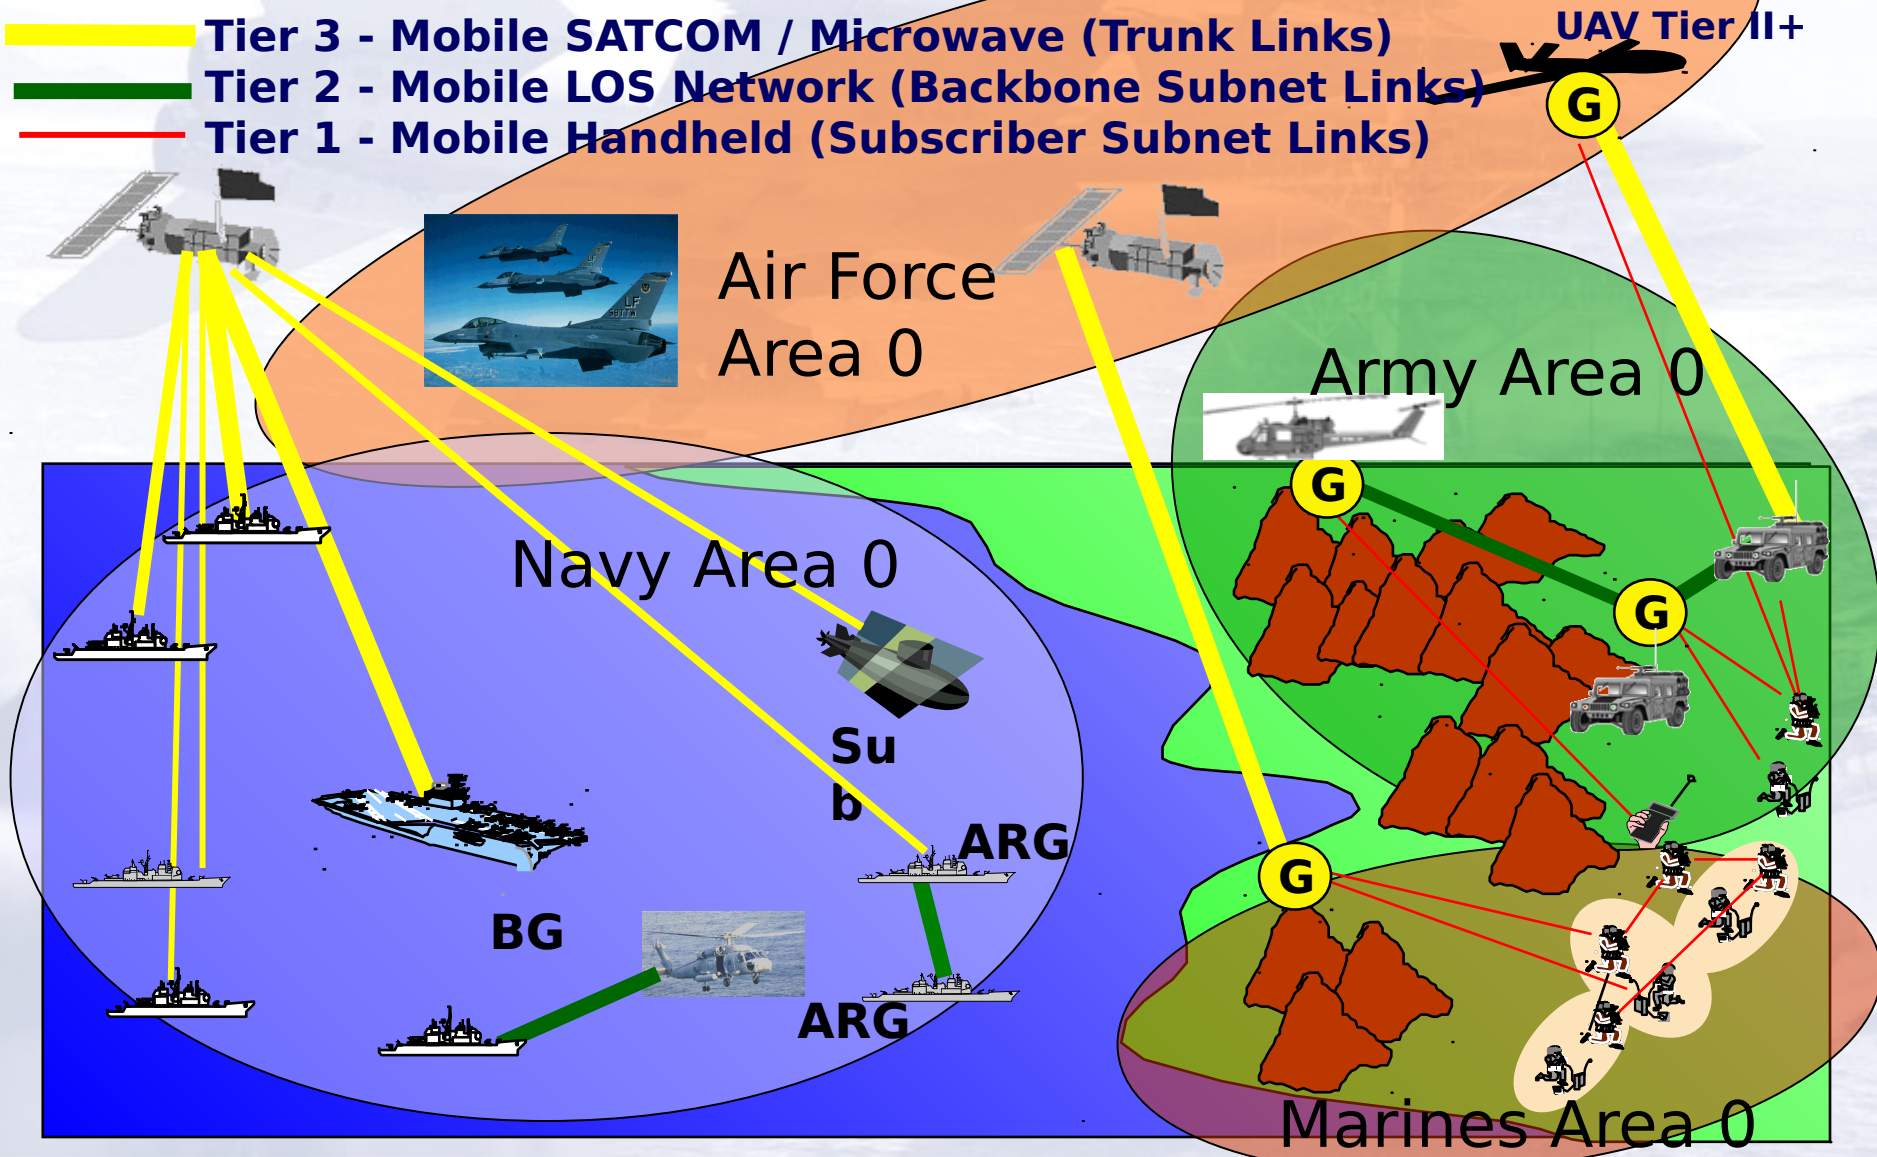 Tier 3 - Mobile SATCOM / Microwave (Trunk Links)
Tier 2 - Mobile LOS Network (Backbone Subnet Links)
Tier 1 - Mobile Handheld (Subscriber Subnet Links)
UAV Tier II+
G
Air Force
Area 0
LF
Army Area 0
G
G
Navy Area 0
Su
b
ARG
G
BG
ARG
Marines Area 0